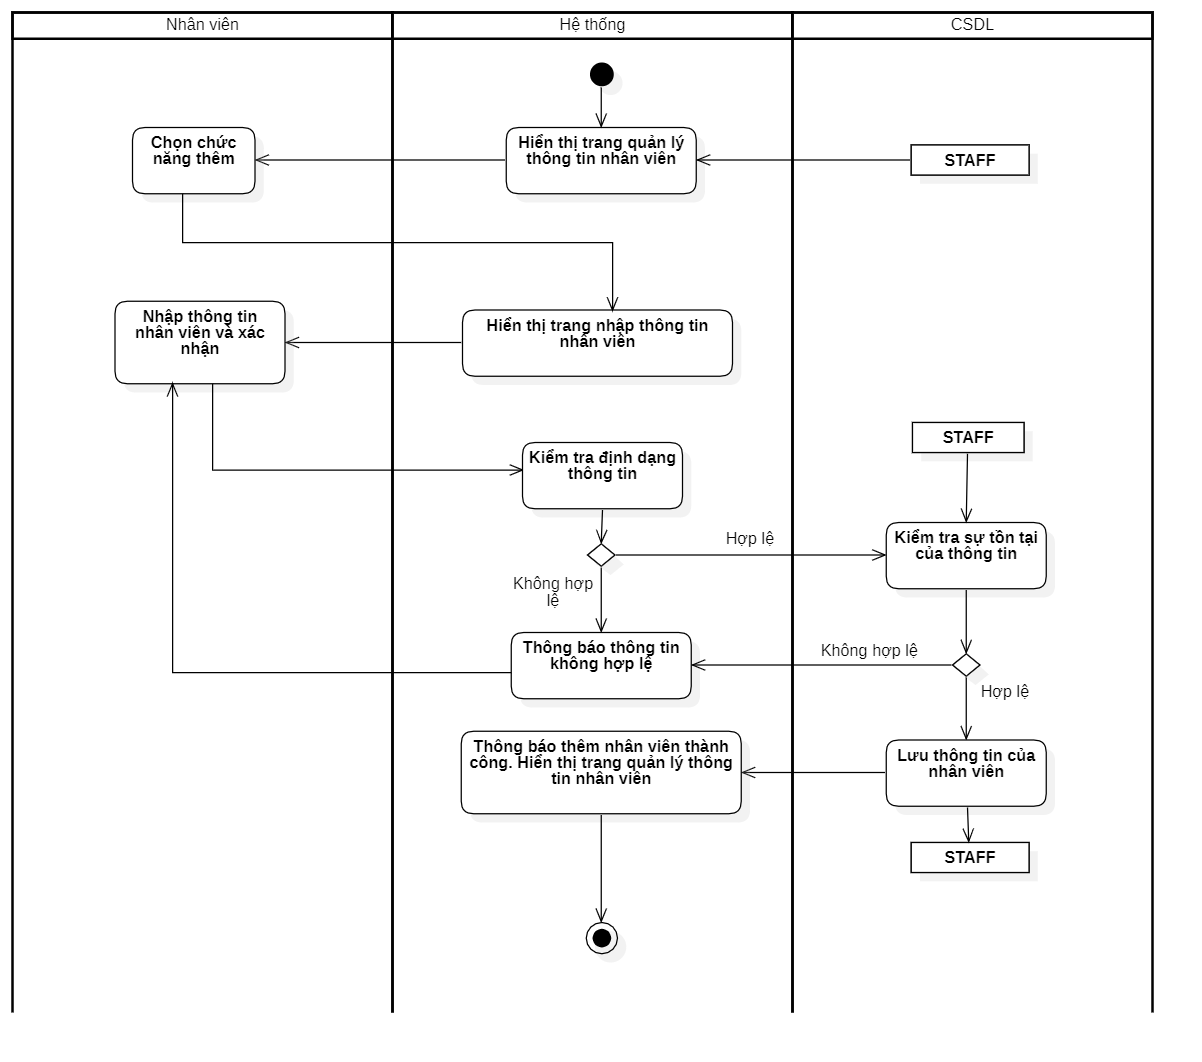 Nhân viên
Hệ thống
CSDL
Chọn chức
năng thêm
Hiển thị trang quản lý
thông tin nhân viên
STAFF
Nhập thông tin
nhân viên và xác
nhận
Hiển thị trang nhập thông tin
nhân viên
STAFF
Kiểm tra định dạng
thông tin
Hợp lệ
Kiểm tra sự tồn tại
của thông tin
Không hợp
lệ
Thông báo thông tin
không hợp lệ
Không hợp lệ
Hợp lệ
Thông báo thêm nhân viên thành
công. Hiển thị trang quản lý thông
tin nhân viên
Lưu thông tin của
nhân viên
STAFF